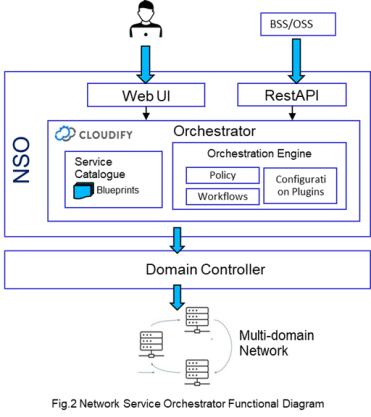 BSS/OSS
Web UI
RestAPI
NSO
CLOUDIFY
Orchestrator
Service
Catalogue
Blueprints
Orchestration Engine
Policy
Workflows
Configurati
on Plugins
Domain Controller
Multi-domain
Network
Fig.2 Network Service Orchestrator Functional Diagram